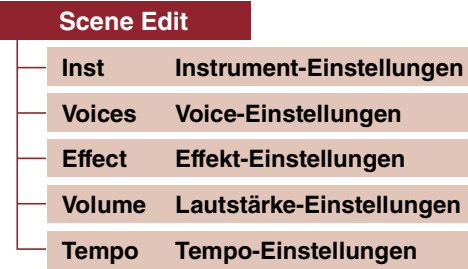 Scene Edit
Inst Instrument-Einstellungen
Voices Voice-Einstellungen
Effect Effekt-Einstellungen
Volume Lautstärke-Einstellungen
Tempo Tempo-Einstellungen